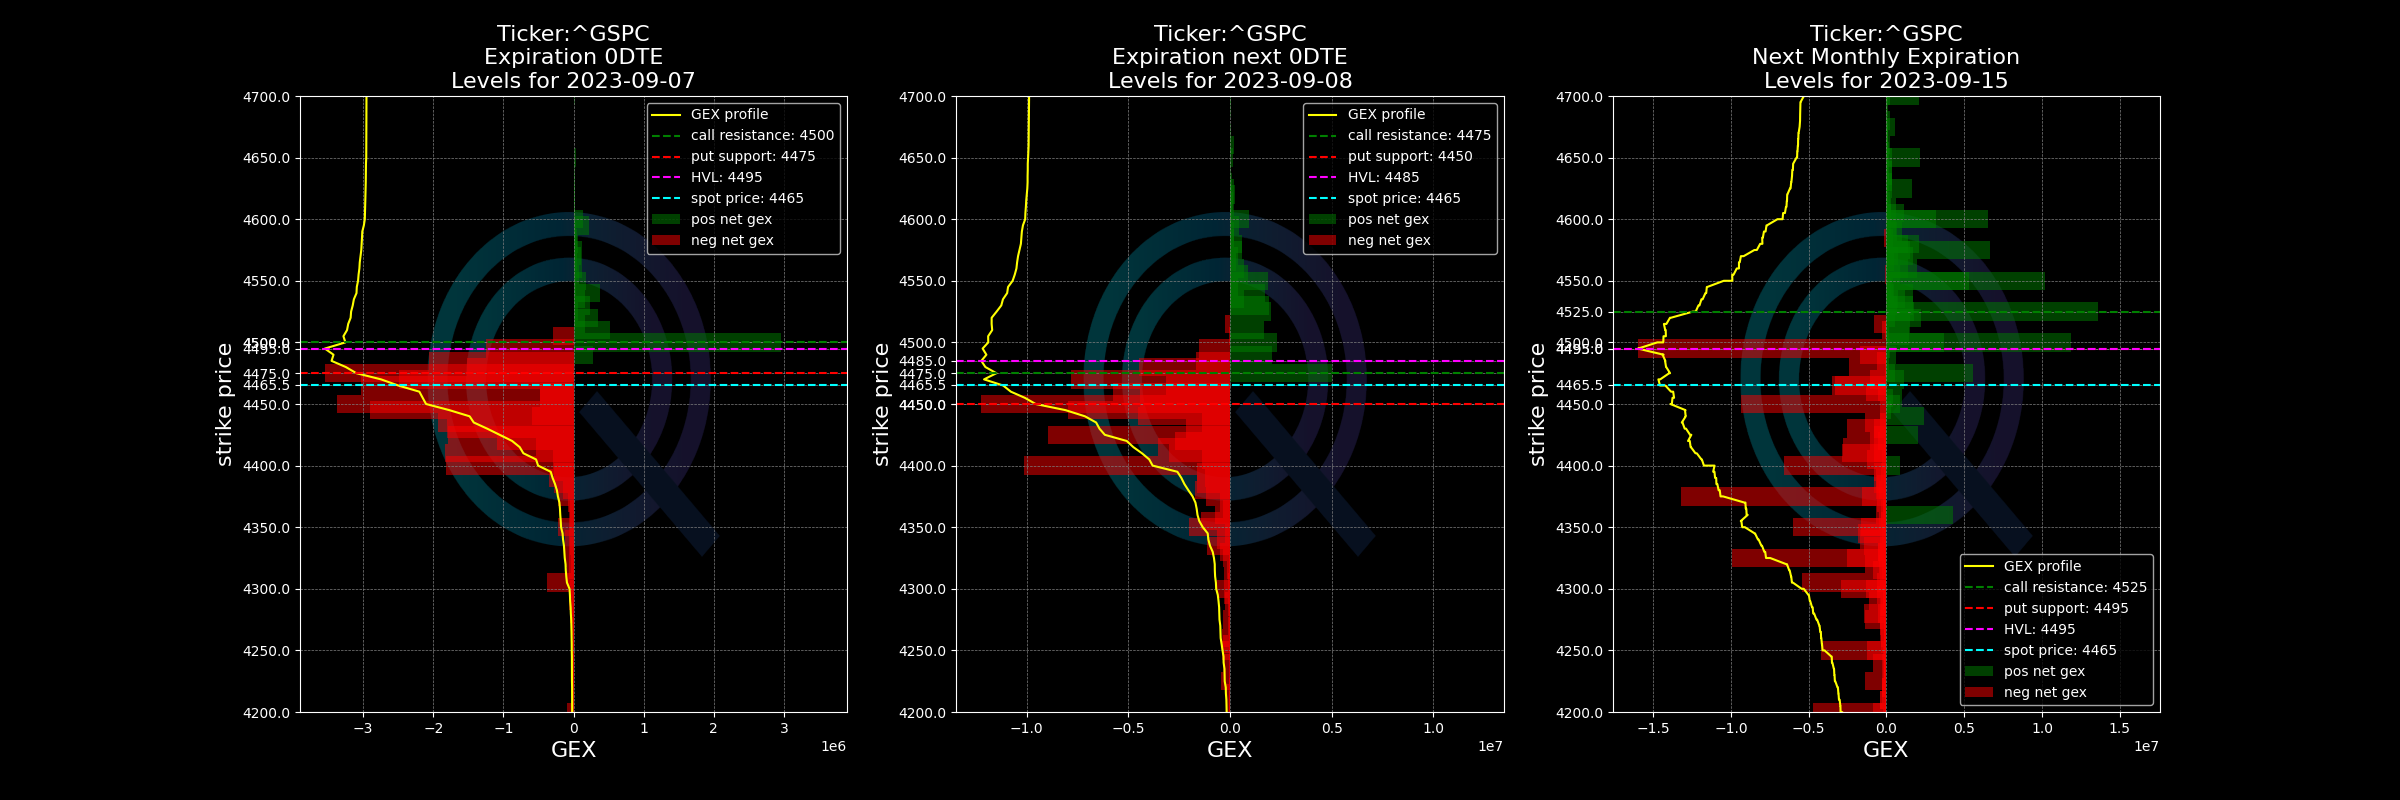 Ticker:^GSPC
Expiration 0DTE
Levels for 2023-09-07
4700.0
4650.0
4600.0
4550.0
4500.0
4495.0
4475.0
4465.5
4450.0
4400.0
4350.0
4300.0
4250.0
4200.0
strike price
GEX profile
call resistance: 4500
put support: 4475
HVL: 4495
spot price: 4465
pos net gex
neg net gex
−3 −2 −1 0 1 2 3
1e6
GEX
Ticker:^GSPC
Expiration next 0DTE
Levels for 2023-09-08
4700.0
4650.0
4600.0
4550.0
4500.0
4485.0
4475.0
4465.5
4450.0
4400.0
4350.0
4300.0
4250.0
4200.0
strike price
GEX profile
call resistance: 4475
put support: 4450
HVL: 4485
spot price: 4465
pos net gex
neg net gex
−1.0 −0.5 0.0 0.5 1.0
1e7
GEX
Ticker:^GSPC
Next Monthly Expiration
Levels for 2023-09-15
4700.0
4650.0
4600.0
4550.0
4525.0
4500.0
4495.0
4465.5
4450.0
4400.0
4350.0
4300.0
4250.0
4200.0
strike price
GEX profile
call resistance: 4525
put support: 4495
HVL: 4495
spot price: 4465
pos net gex
neg net gex
−1.5 −1.0 −0.5 0.0 0.5 1.0 1.5
1e7
GEX